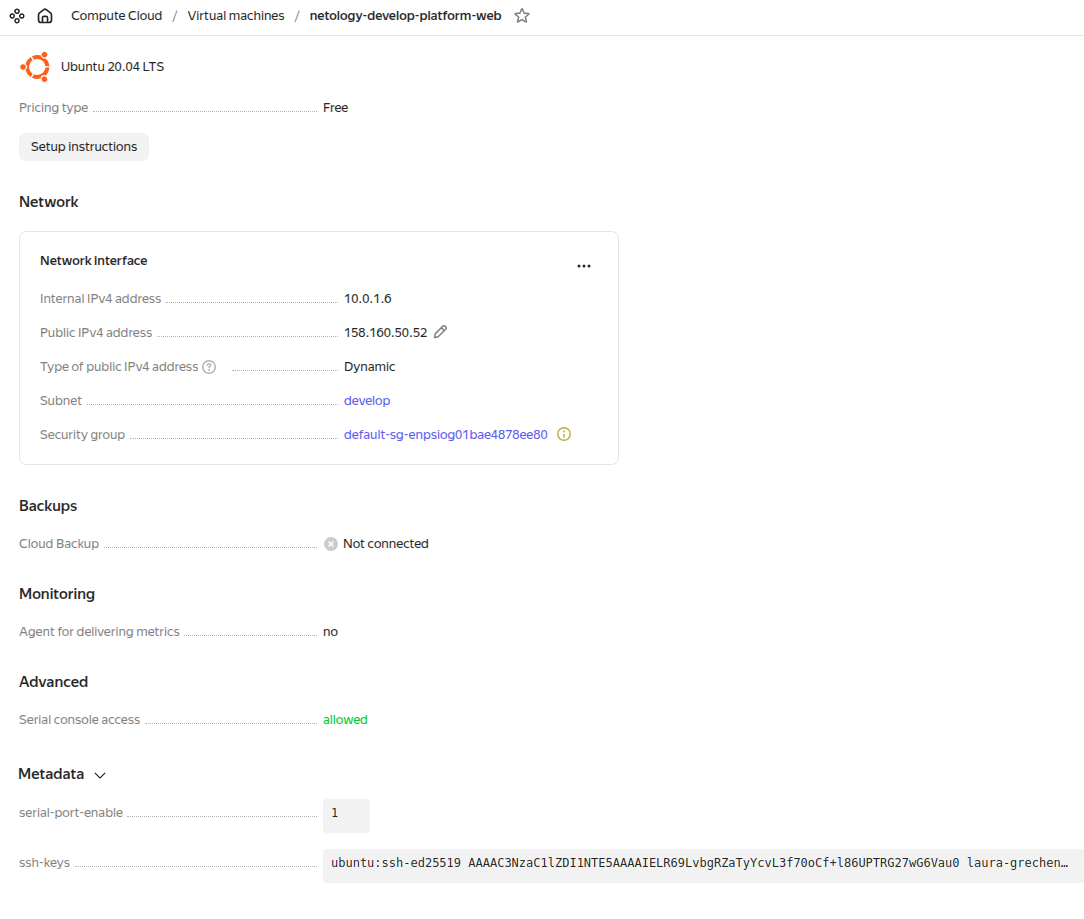 Compute Cloud / Virtual machines / netology-develop-platform-web
Ubuntu 20.04 LTS
Pricing type Free
Setup instructions
Network
Network interface
Internal IPv4 address 10.0.1.6
Public IPv4 address 158.160.50.52
Type of public IPv4 address ? Dynamic
Subnet develop
Security group default-sg-enpsiog01bae4878ee80
Backups
Cloud Backup Not connected
Monitoring
Agent for delivering metrics no
Advanced
Serial console access allowed
Metadata
serial-port-enable 1
ssh-keys ubuntu:ssh-ed25519 AAAAC3NzaC1lZDI1NTE5AAAAIELR69LvbgRZaTyYcvL3f70oCf+l86UPTRG27wG6Vau0 laura-grechen…